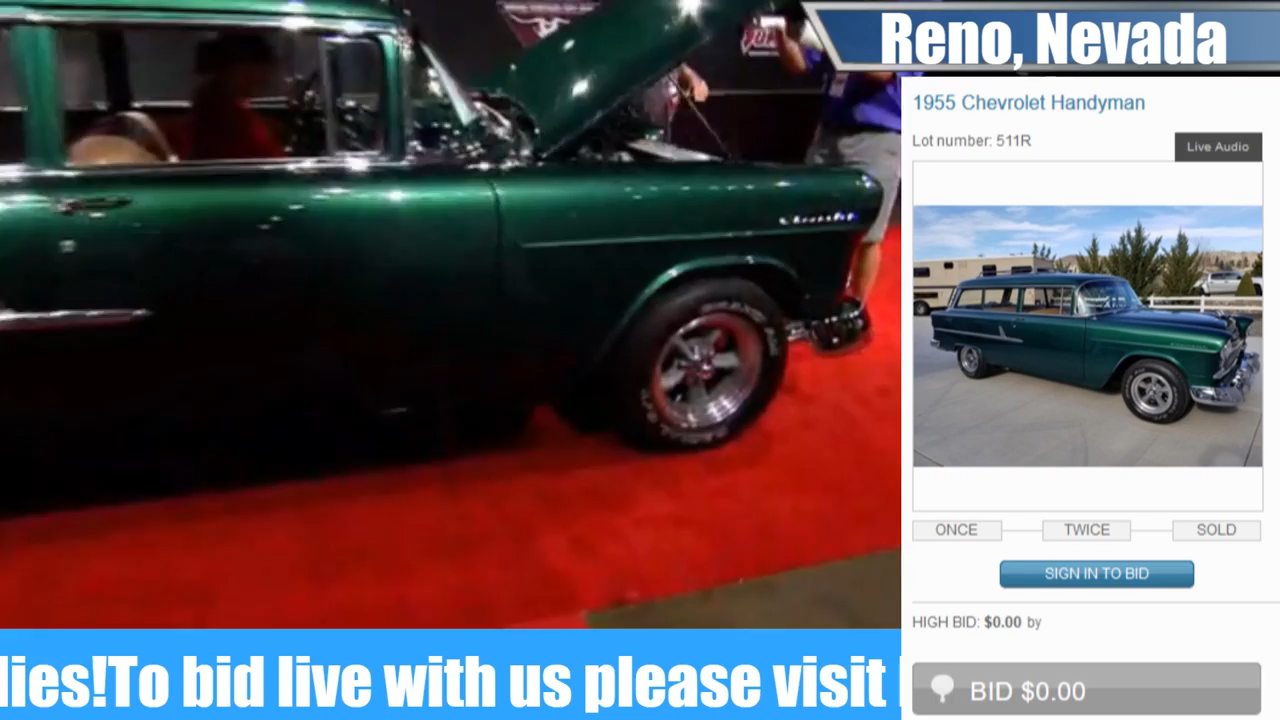 Reno, Nevada
1955 Chevrolet Handyman
Lot number: 511R
Live Audio
Chevrolet
ONCE
TWICE
SOLD
SIGN IN TO BID
HIGH BID: $0.00 by
BID $0.00
lies!To bid live with us please visit